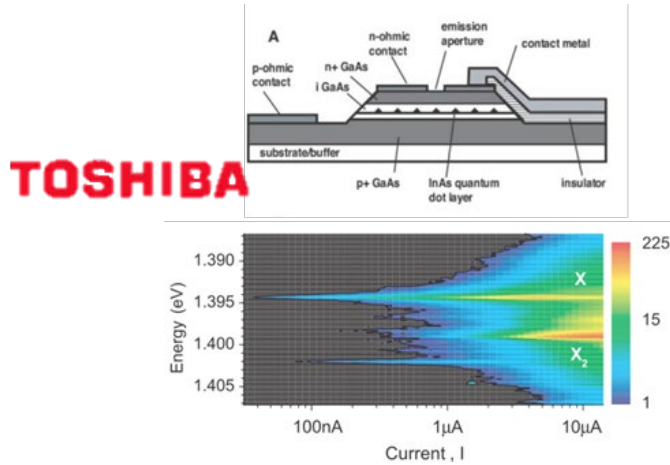 A
n-ohmic
contact
emission
aperture
contact metal
p-ohmic
contact
n+ GaAs
i GaAs
substrate/buffer
p+ GaAs
InAs quantum
dot layer
insulator
TOSHIBA
Energy (eV)
1.390
1.395
1.400
1.405
X
X₂
225
15
1
100nA
1µA
10µA
Current , I